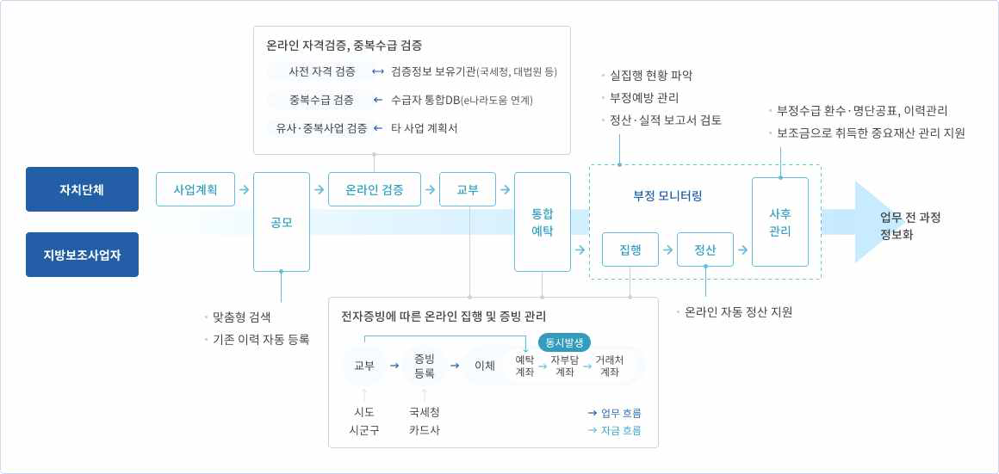 온라인 자격검증, 중복수급 검증
사전 자격 검증 ↔ 검증정보 보유기관(국세청, 대법원 등)
중복수급 검증 ← 수급자 통합DB(e나라도움 연계)
유사·중복사업 검증 ← 타 사업 계획서
· 실집행 현황 파악
· 부정예방 관리
· 정산·실적 보고서 검토
· 부정수급 환수·명단공표, 이력관리
· 보조금으로 취득한 중요재산 관리 지원
자치단체
지방보조사업자
사업계획
공모
온라인 검증
교부
통합
예탁
부정 모니터링
집행
정산
사후
관리
업무 전 과정
정보화
· 맞춤형 검색
· 기존 이력 자동 등록
· 온라인 자동 정산 지원
전자증빙에 따른 온라인 집행 및 증빙 관리
동시발생
교부
증빙
등록
이체
예탁
계좌
자부담
계좌
거래처
계좌
시도
시군구
국세청
카드사
→ 업무 흐름
→ 자금 흐름